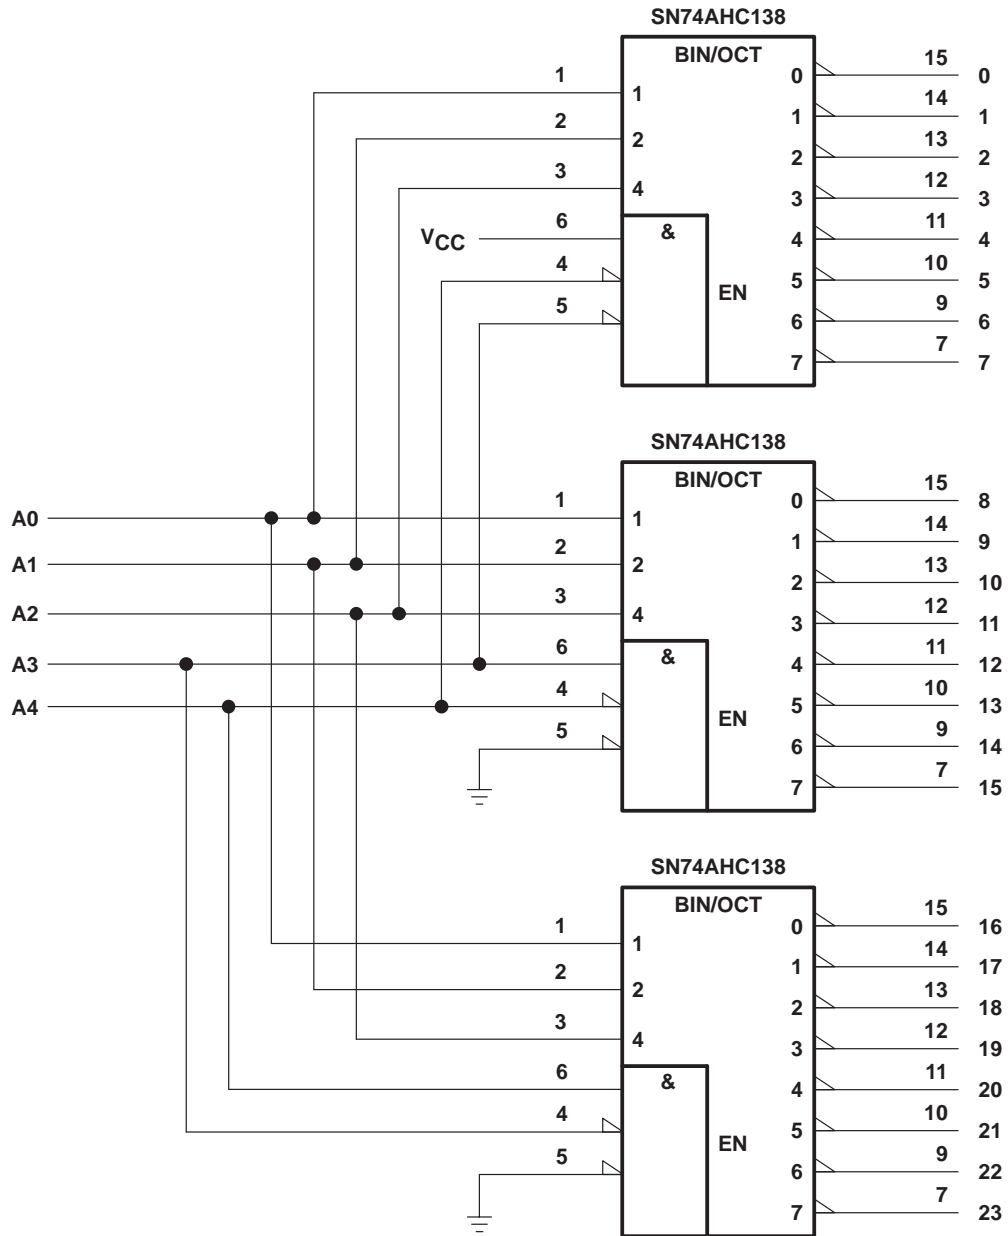 SN74AHC138
BIN/OCT
1 1 0 15 0
2 2 1 14 1
3 4 2 13 2
VCC 6 & 3 12 3
4 4 11 4
5 EN 5 10 5
6 9 6
7 7 7
SN74AHC138
BIN/OCT
A0 1 1 0 15 8
A1 2 2 1 14 9
A2 3 4 2 13 10
A3 6 & 3 12 11
A4 4 4 11 12
5 EN 5 10 13
6 9 14
7 7 15
SN74AHC138
BIN/OCT
1 1 0 15 16
2 2 1 14 17
3 4 2 13 18
6 & 3 12 19
4 4 11 20
5 EN 5 10 21
6 9 22
7 7 23